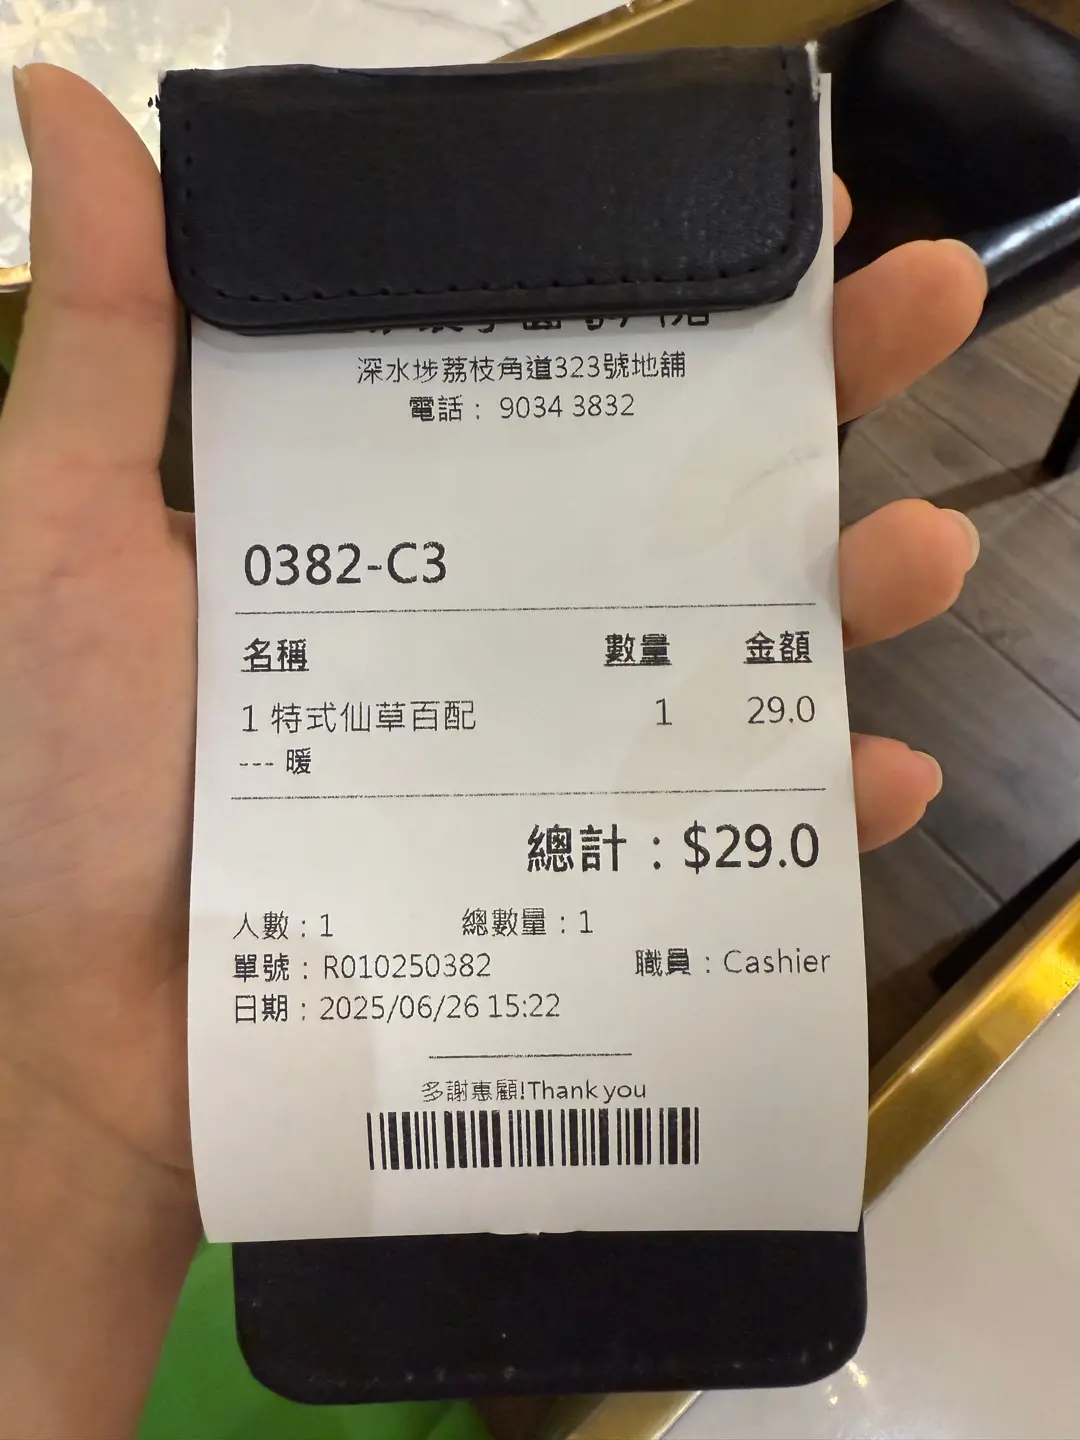 深水埗荔枝角道323號地舖
電話： 9034 3832
0382-C3
名稱 數量 金額
1 特式仙草百配 1 29.0
--- 暖
總計：$29.0
人數：1 總數量：1
單號：R010250382 職員：Cashier
日期：2025/06/26 15:22
多謝惠顧!Thank you